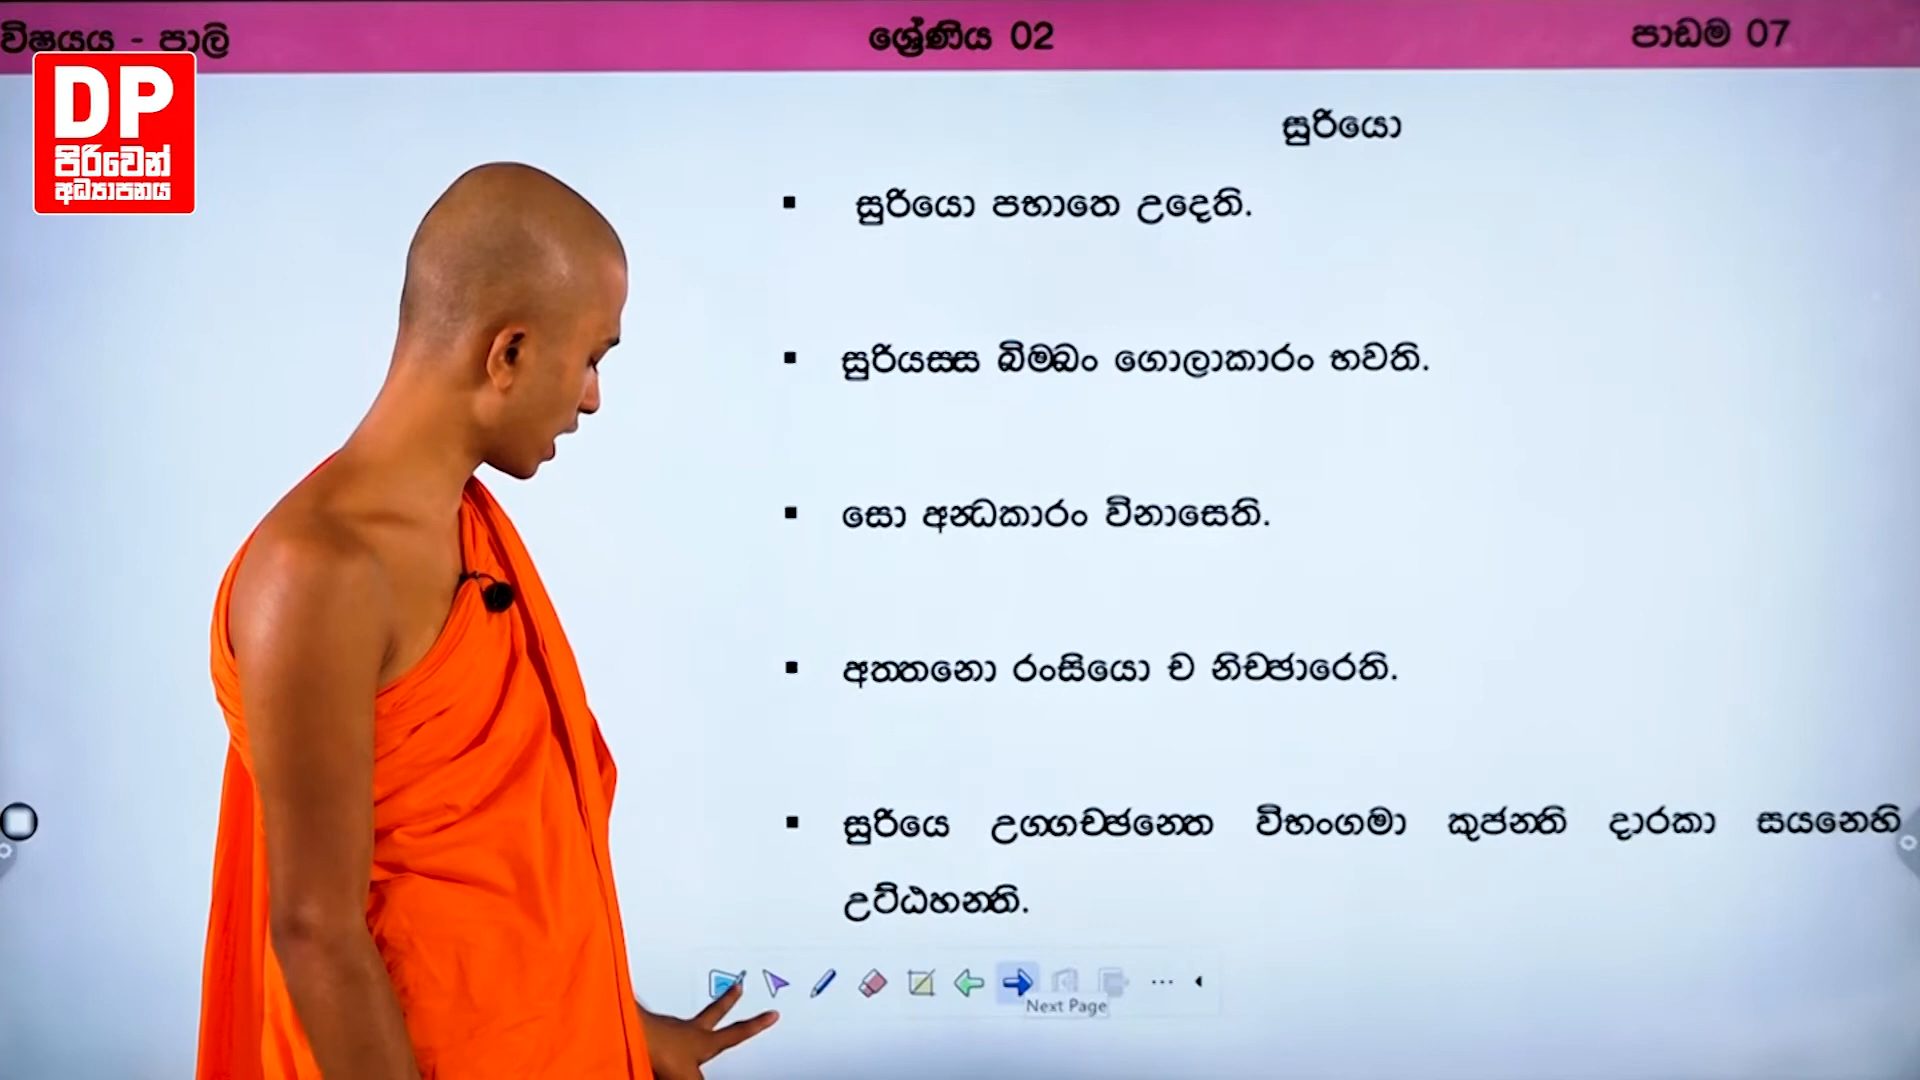 විෂයය - පාලි
ශ්‍රේණිය 02
පාඩම 07
DP
පිරිවෙන්
අධ්‍යාපනය
සුරියො
▪ සුරියො පභාතෙ උදෙති.
▪ සුරියස්ස බිම්බං ගොලාකාරං භවති.
▪ සො අන්ධකාරං විනාසෙති.
▪ අත්තනො රංසියො ච නිච්ඡාරෙති.
▪ සුරියෙ උග්ගච්ඡන්තෙ විභංගමා කුජන්ති දාරකා සයනෙහි
උට්ඨහන්ති.
Next Page